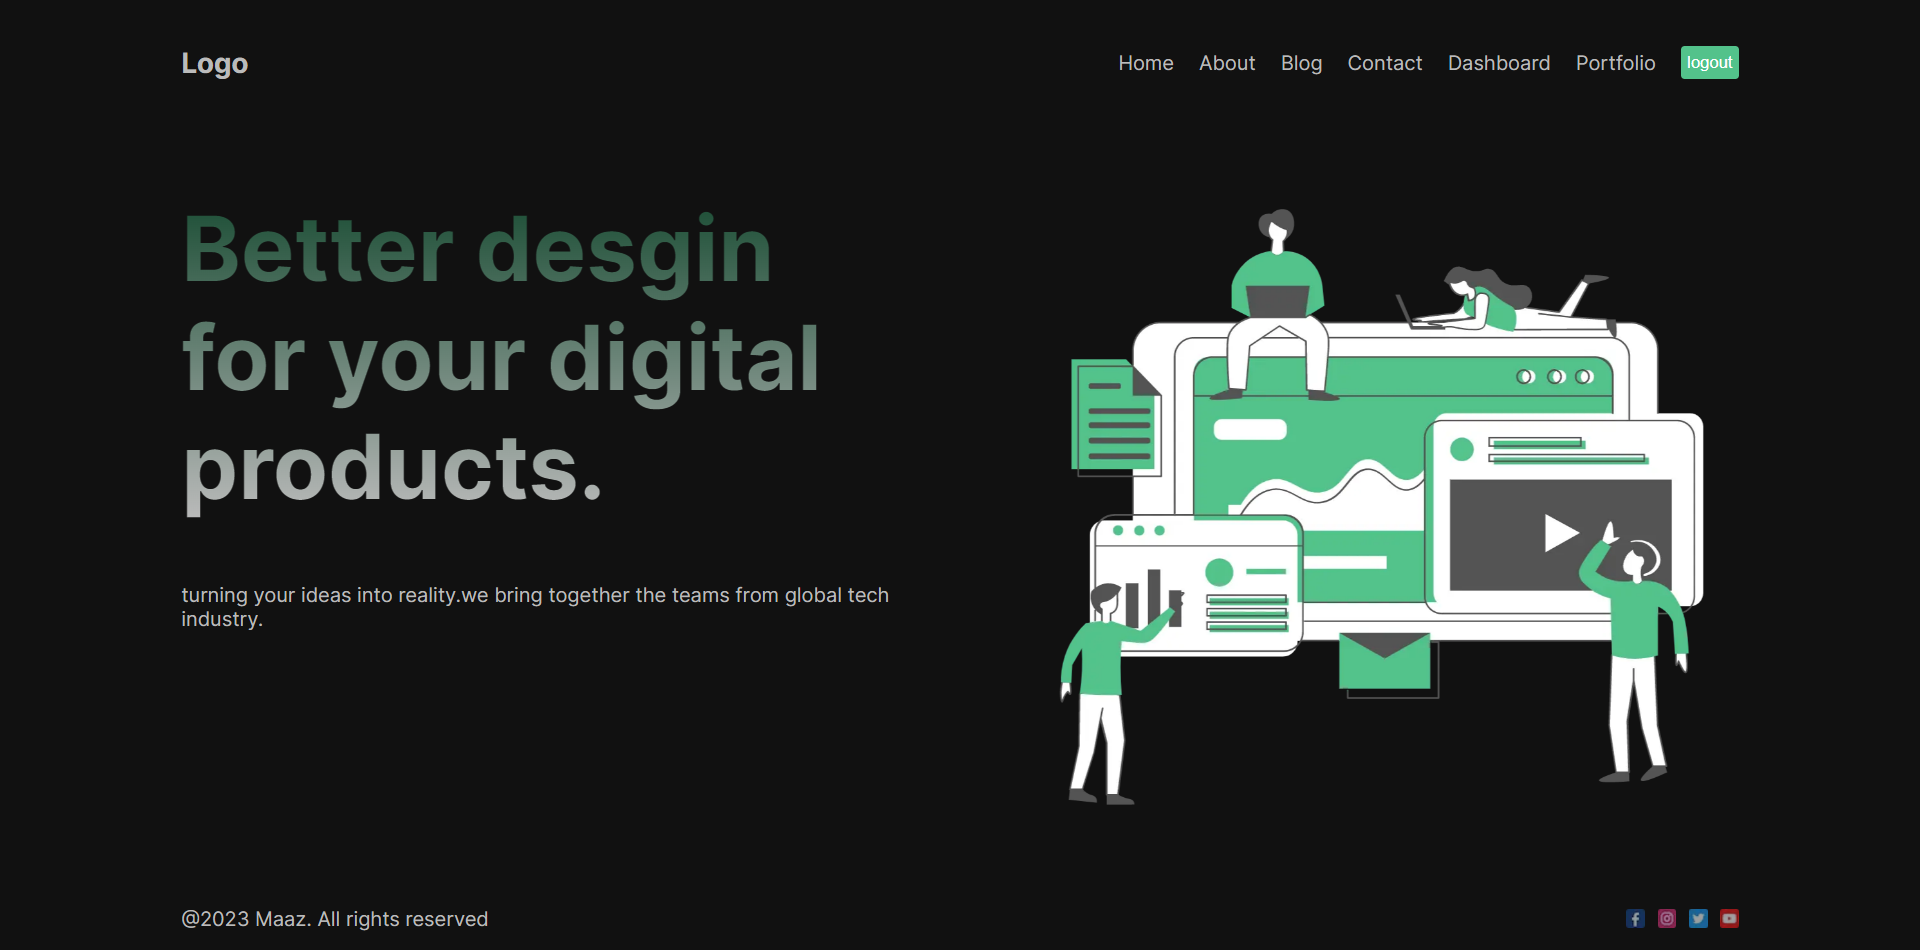 Logo
Home About Blog Contact Dashboard Portfolio logout
Better desgin
for your digital
products.
turning your ideas into reality.we bring together the teams from global tech
industry.
@2023 Maaz. All rights reserved